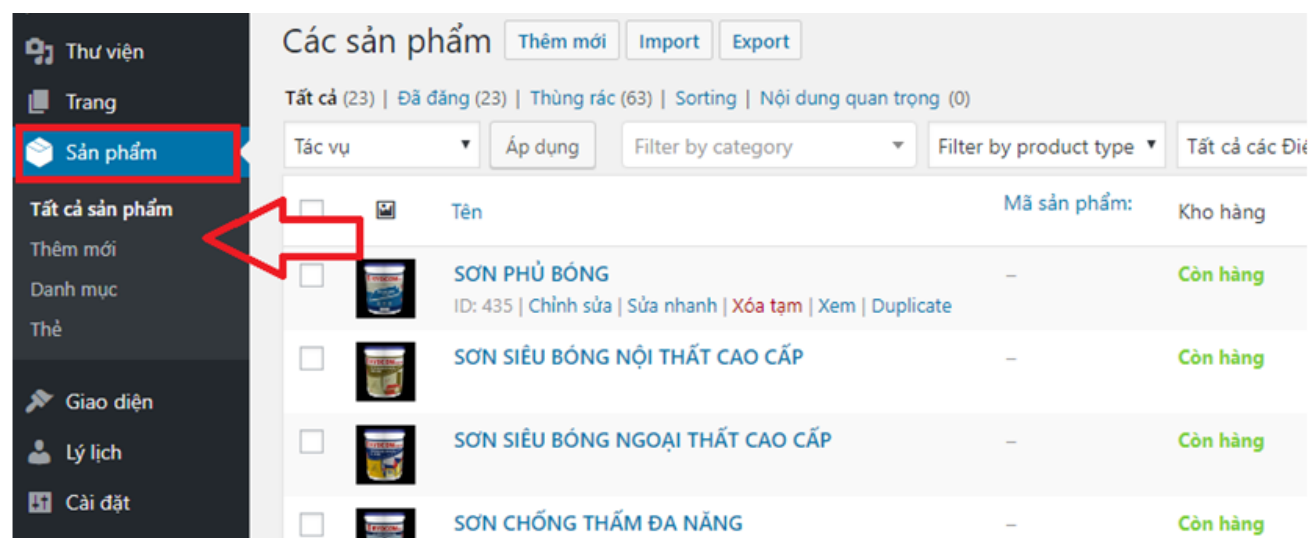 Thư viện
Trang
Sản phẩm
Tất cả sản phẩm
Thêm mới
Danh mục
Thẻ
Giao diện
Lý lịch
Cài đặt
Các sản phẩm Thêm mới Import Export
Tất cả (23) | Đã đăng (23) | Thùng rác (63) | Sorting | Nội dung quan trọng (0)
Tác vụ Áp dụng Filter by category Filter by product type Tất cả các
Tên Mã sản phẩm: Kho hàng
SƠN PHỦ BÓNG – Còn hàng
ID: 435 | Chỉnh sửa | Sửa nhanh | Xóa tạm | Xem | Duplicate
SƠN SIÊU BÓNG NỘI THẤT CAO CẤP – Còn hàng
SƠN SIÊU BÓNG NGOẠI THẤT CAO CẤP – Còn hàng
SƠN CHỐNG THẤM ĐA NĂNG – Còn hàng